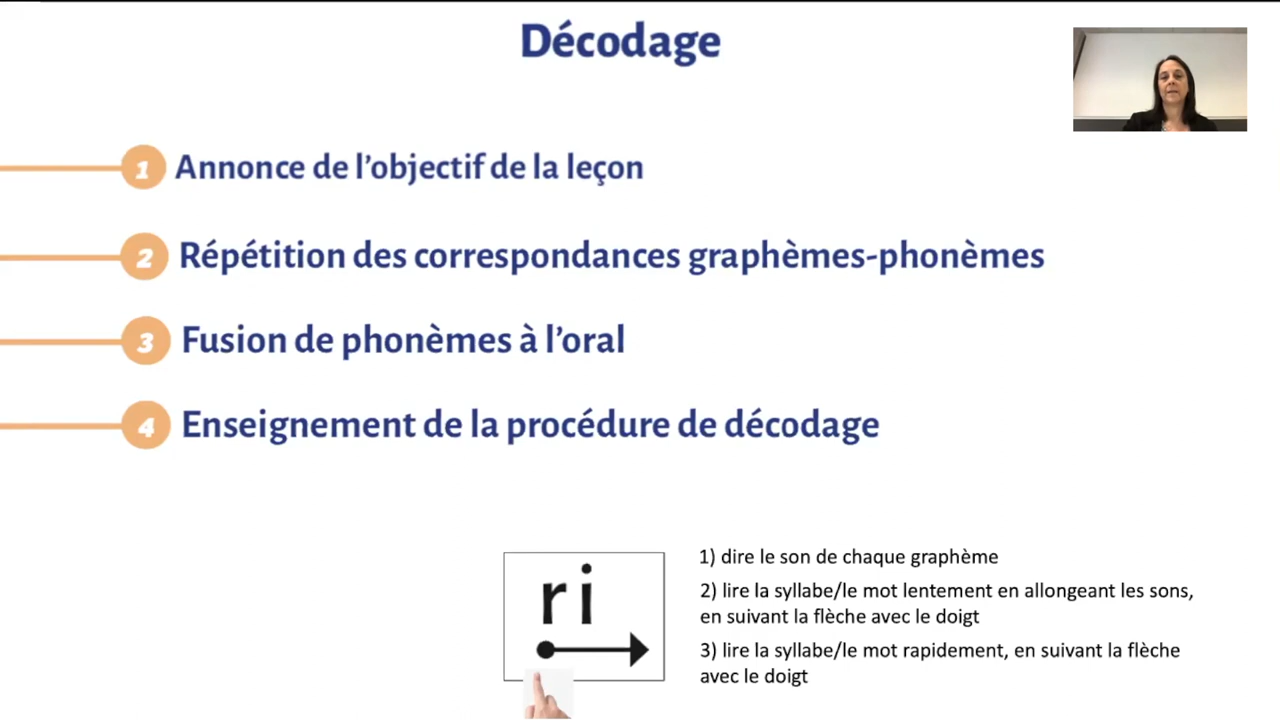 Décodage
1 Annonce de l'objectif de la leçon
2 Répétition des correspondances graphèmes-phonèmes
3 Fusion de phonèmes à l'oral
4 Enseignement de la procédure de décodage
ri
1) dire le son de chaque graphème
2) lire la syllabe/le mot lentement en allongeant les sons,
en suivant la flèche avec le doigt
3) lire la syllabe/le mot rapidement, en suivant la flèche
avec le doigt